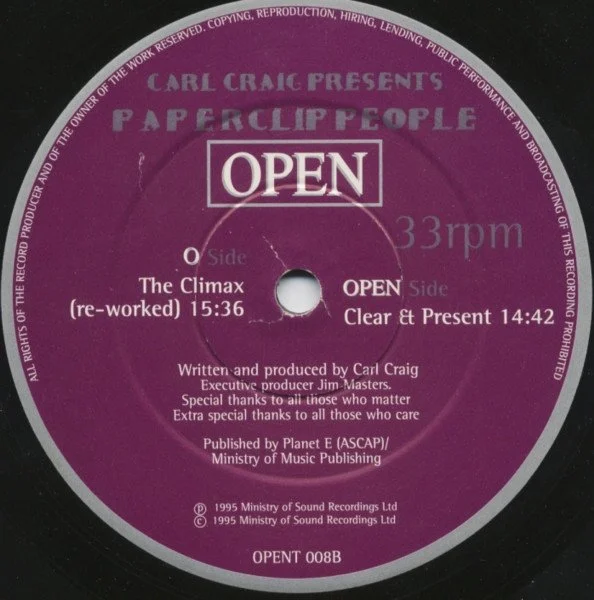 ALL RIGHTS OF THE RECORD PRODUCER AND OF THE OWNER OF THE WORK RESERVED. COPYING, REPRODUCTION, HIRING, LENDING, PUBLIC PERFORMANCE AND BROADCASTING OF THIS RECORDING PROHIBITED
CARL CRAIG PRESENTS
PAPERCLIP PEOPLE
OPEN
33rpm
O Side
The Climax
(re-worked) 15:36
OPEN Side
Clear & Present 14:42
Written and produced by Carl Craig
Executive producer Jim Masters.
Special thanks to all those who matter
Extra special thanks to all those who care
Published by Planet E (ASCAP)/
Ministry of Music Publishing
℗ 1995 Ministry of Sound Recordings Ltd
© 1995 Ministry of Sound Recordings Ltd
OPENT 008B